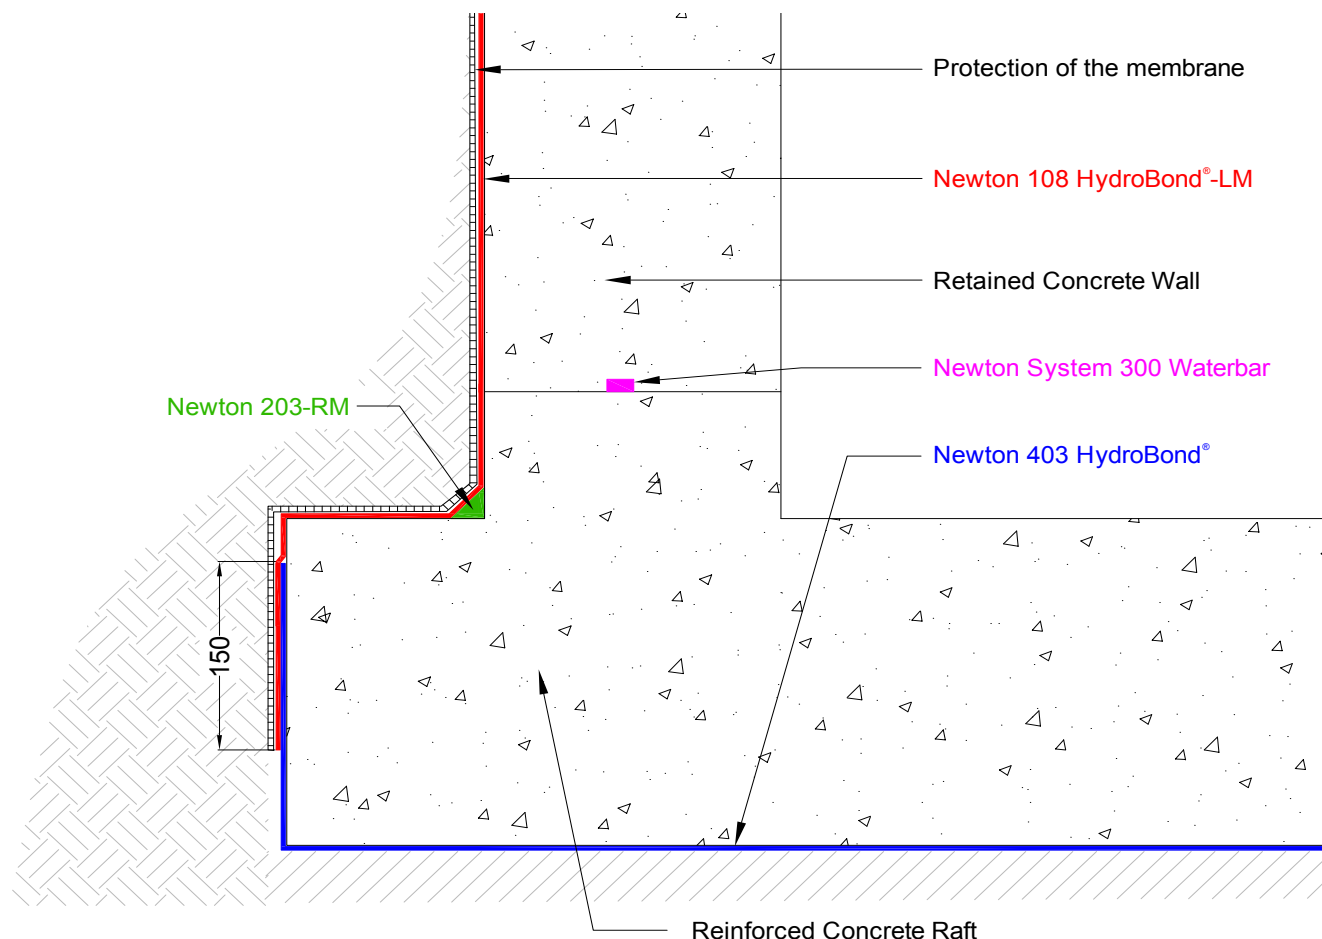 Protection of the membrane
Newton 108 HydroBond®-LM
Retained Concrete Wall
Newton System 300 Waterbar
Newton 203-RM
Newton 403 HydroBond®
150
Reinforced Concrete Raft